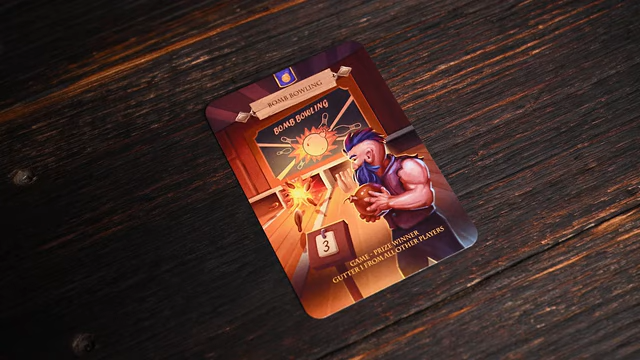 BOMB BOWLING
BOMB BOWLING
3
GAME - PRIZE WINNER
GUTTER 1 FROM ALL OTHER PLAYERS